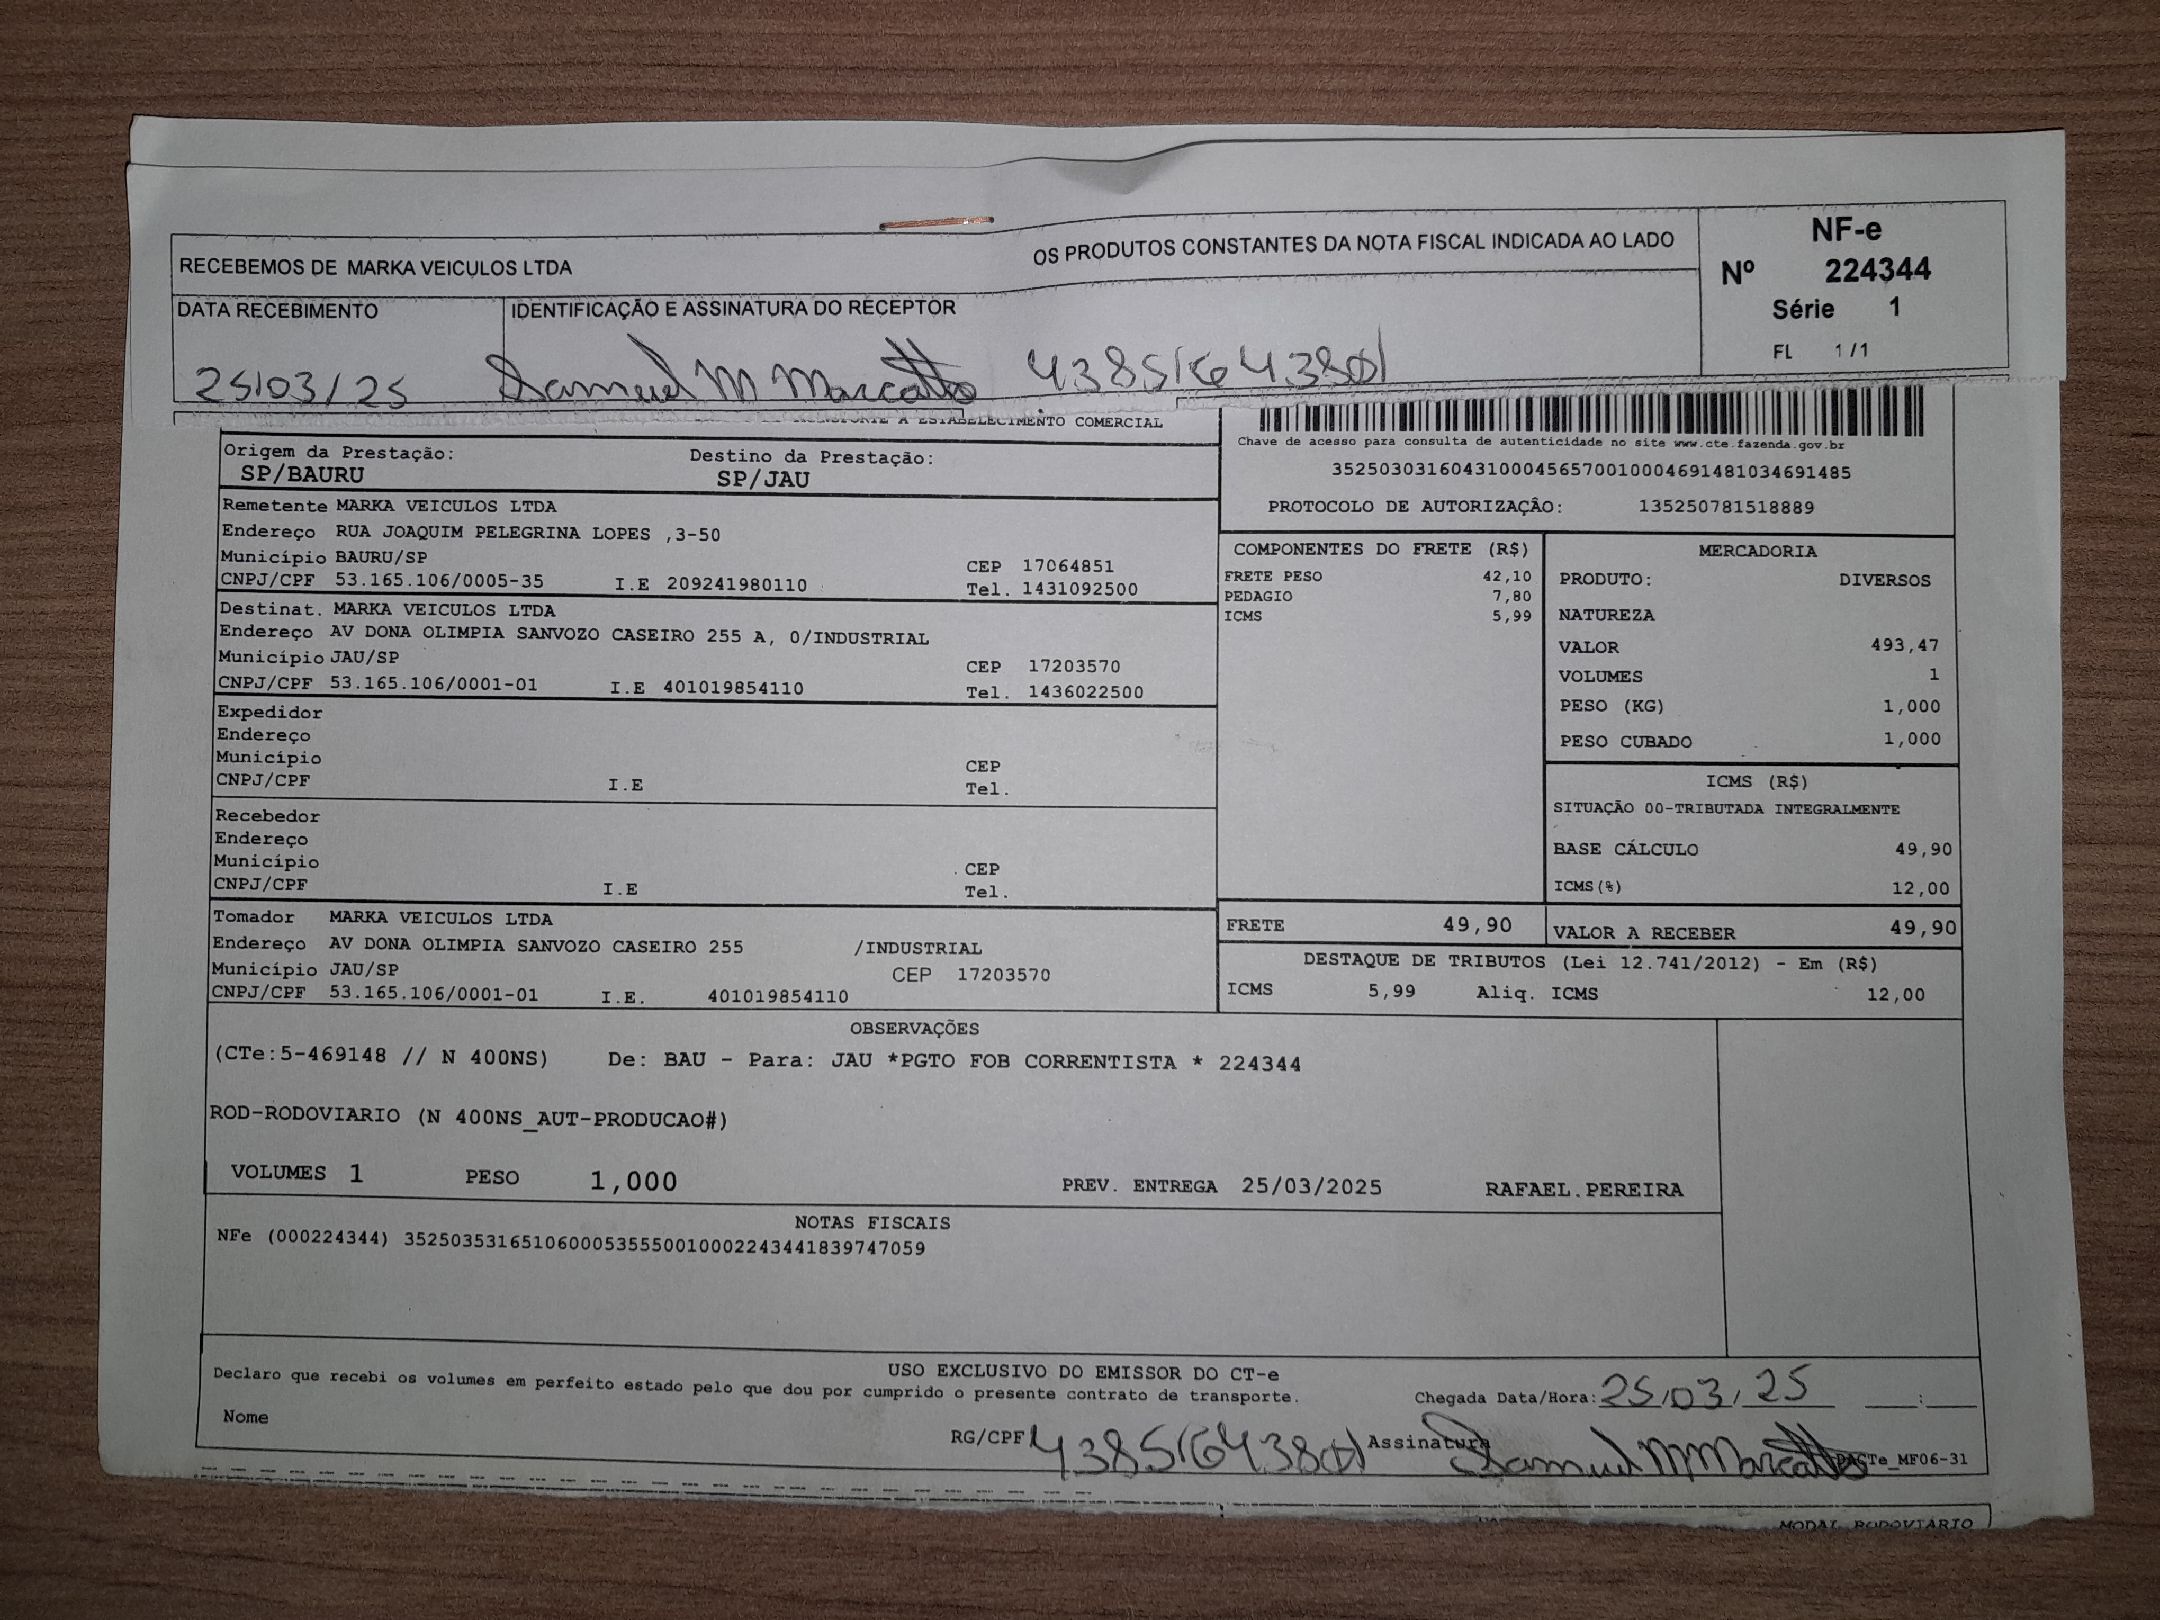 RECEBEMOS DE MARKA VEICULOS LTDA OS PRODUTOS CONSTANTES DA NOTA FISCAL INDICADA AO LADO
NF-e
Nº 224344
Série 1
FL 1/1
DATA RECEBIMENTO
25/03/25
IDENTIFICAÇÃO E ASSINATURA DO RECEPTOR
Samuel M Marcatto
A ESTABELECIMENTO COMERCIAL
Chave de acesso para consulta de autenticidade no site www.cte.fazenda.gov.br
35250303160431000456570010004691481034691485
PROTOCOLO DE AUTORIZAÇÂO: 135250781518889
Origem da Prestação: Destino da Prestação:
SP/BAURU SP/JAU
Remetente MARKA VEICULOS LTDA
Endereço RUA JOAQUIM PELEGRINA LOPES ,3-50
Município BAURU/SP CEP 17064851
CNPJ/CPF 53.165.106/0005-35 I.E 209241980110 Tel. 1431092500
Destinat. MARKA VEICULOS LTDA
Endereço AV DONA OLIMPIA SANVOZO CASEIRO 255 A, 0/INDUSTRIAL
Município JAU/SP CEP 17203570
CNPJ/CPF 53.165.106/0001-01 I.E 401019854110 Tel. 1436022500
Expedidor
Endereço
Município CEP
CNPJ/CPF I.E Tel.
Recebedor
Endereço
Município CEP
CNPJ/CPF I.E Tel.
Tomador MARKA VEICULOS LTDA
Endereço AV DONA OLIMPIA SANVOZO CASEIRO 255 /INDUSTRIAL
Município JAU/SP CEP 17203570
CNPJ/CPF 53.165.106/0001-01 I.E. 401019854110
COMPONENTES DO FRETE (R$)
FRETE PESO 42,10
PEDAGIO 7,80
ICMS 5,99
MERCADORIA
PRODUTO: DIVERSOS
NATUREZA
VALOR 493,47
VOLUMES 1
PESO (KG) 1,000
PESO CUBADO 1,000
ICMS (R$)
SITUAÇÃO 00-TRIBUTADA INTEGRALMENTE
BASE CÁLCULO 49,90
ICMS(%) 12,00
FRETE 49,90 VALOR A RECEBER 49,90
DESTAQUE DE TRIBUTOS (Lei 12.741/2012) - Em (R$)
ICMS 5,99 Aliq. ICMS 12,00
OBSERVAÇÕES
(CTe:5-469148 // N 400NS) De: BAU - Para: JAU *PGTO FOB CORRENTISTA * 224344
ROD-RODOVIARIO (N 400NS_AUT-PRODUCAO#)
VOLUMES 1 PESO 1,000 PREV. ENTREGA 25/03/2025 RAFAEL.PEREIRA
NOTAS FISCAIS
NFe (000224344) 35250353165106000535550010002243441839747059
USO EXCLUSIVO DO EMISSOR DO CT-e
Declaro que recebi os volumes em perfeito estado pelo que dou por cumprido o presente contrato de transporte.
Chegada Data/Hora: 25/03/25 :
Nome
RG/CPF Assinatura Samuel M Marcatto
DACTe_MF06-31
MODAL RODOVIARIO